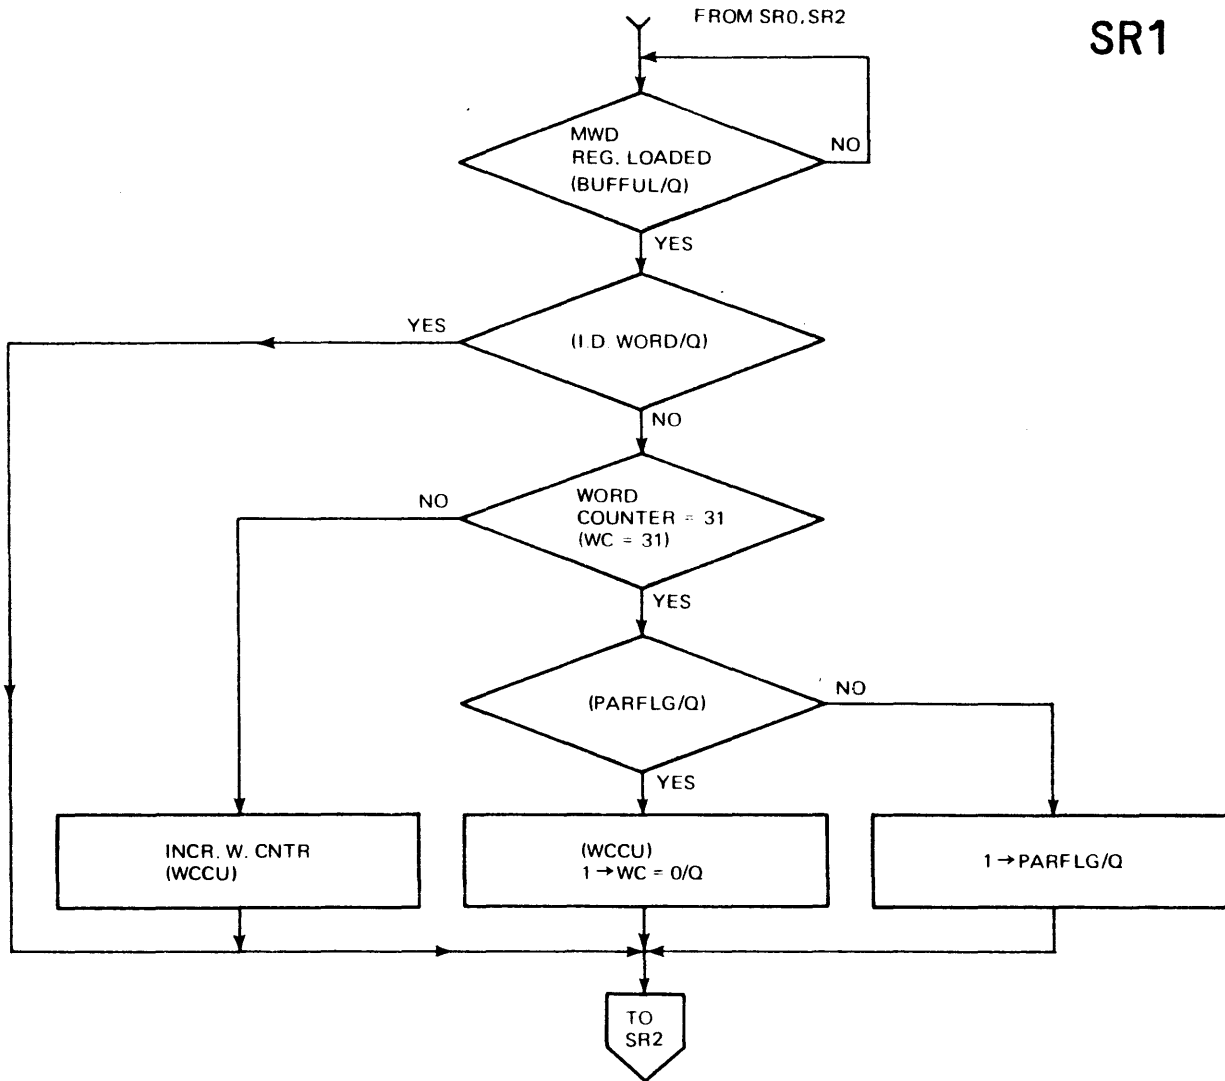 FROM SR0, SR2
SR1
MWD
REG. LOADED
(BUFFUL/Q)
NO
YES
YES
(I.D. WORD/Q)
NO
NO
WORD
COUNTER = 31
(WC = 31)
YES
(PARFLG/Q)
NO
YES
INCR. W. CNTR
(WCCU)
(WCCU)
1→WC = 0/Q
1→PARFLG/Q
TO
SR2